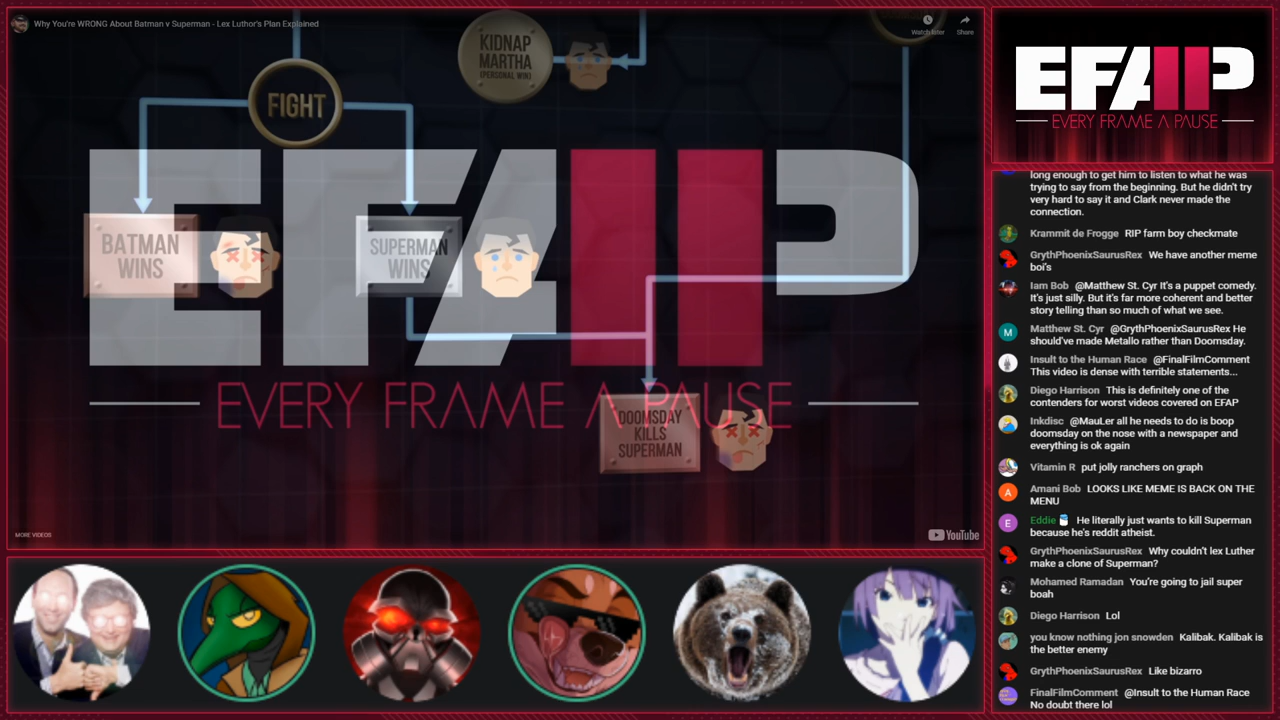 Why You're WRONG About Batman v Superman - Lex Luthor's Plan Explained
Watch later
Share
KIDNAP
MARTHA
(PERSONAL WIN)
FIGHT
BATMAN
WINS
SUPERMAN
WINS
EFAP
EVERY FRAME A PAUSE
DOOMSDAY
KILLS
SUPERMAN
MORE VIDEOS
YouTube
EFAP
EVERY FRAME A PAUSE
long enough to get him to listen to what he was
trying to say from the beginning. But he didn't try
very hard to say it and Clark never made the
connection.
Krammit de Frogge RIP farm boy checkmate
GrythPhoenixSaurusRex We have another meme
boi's
Iam Bob @Matthew St. Cyr It's a puppet comedy.
It's just silly. But it's far more coherent and better
story telling than so much of what we see.
M
Matthew St. Cyr @GrythPhoenixSaurusRex He
should've made Metallo rather than Doomsday.
Insult to the Human Race @FinalFilmComment
This video is dense with terrible statements...
Diego Harrison This is definitely one of the
contenders for worst videos covered on EFAP
Inkdisc @MauLer all he needs to do is boop
doomsday on the nose with a newspaper and
everything is ok again
Vitamin R put jolly ranchers on graph
A
Amani Bob LOOKS LIKE MEME IS BACK ON THE
MENU
E
Eddie He literally just wants to kill Superman
because he's reddit atheist.
GrythPhoenixSaurusRex Why couldn't lex Luther
make a clone of Superman?
Mohamed Ramadan You're going to jail super
boah
Diego Harrison Lol
you know nothing jon snowden Kalibak. Kalibak is
the better enemy
GrythPhoenixSaurusRex Like bizarro
FinalFilmComment @Insult to the Human Race
No doubt there lol